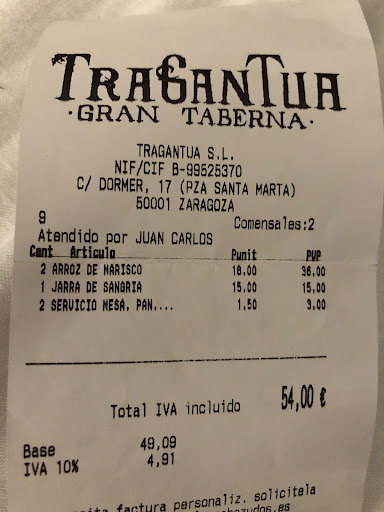 TRAGANTUA
·GRAN TABERNA·
TRAGANTUA S.L.
NIF/CIF B-99525370
C/ DORMER, 17 (PZA SANTA MARTA)
50001 ZARAGOZA
9 Comensales:2
Atendido por JUAN CARLOS
Cant Articulo Punit PVP
2 ARROZ DE MARISCO 18.00 36.00
1 JARRA DE SANGRIA 15.00 15.00
2 SERVICIO MESA, PAN,... 1.50 3.00
Total IVA incluido 54,00 €
Base 49,09
IVA 10% 4,91
factura personaliz. solicitela